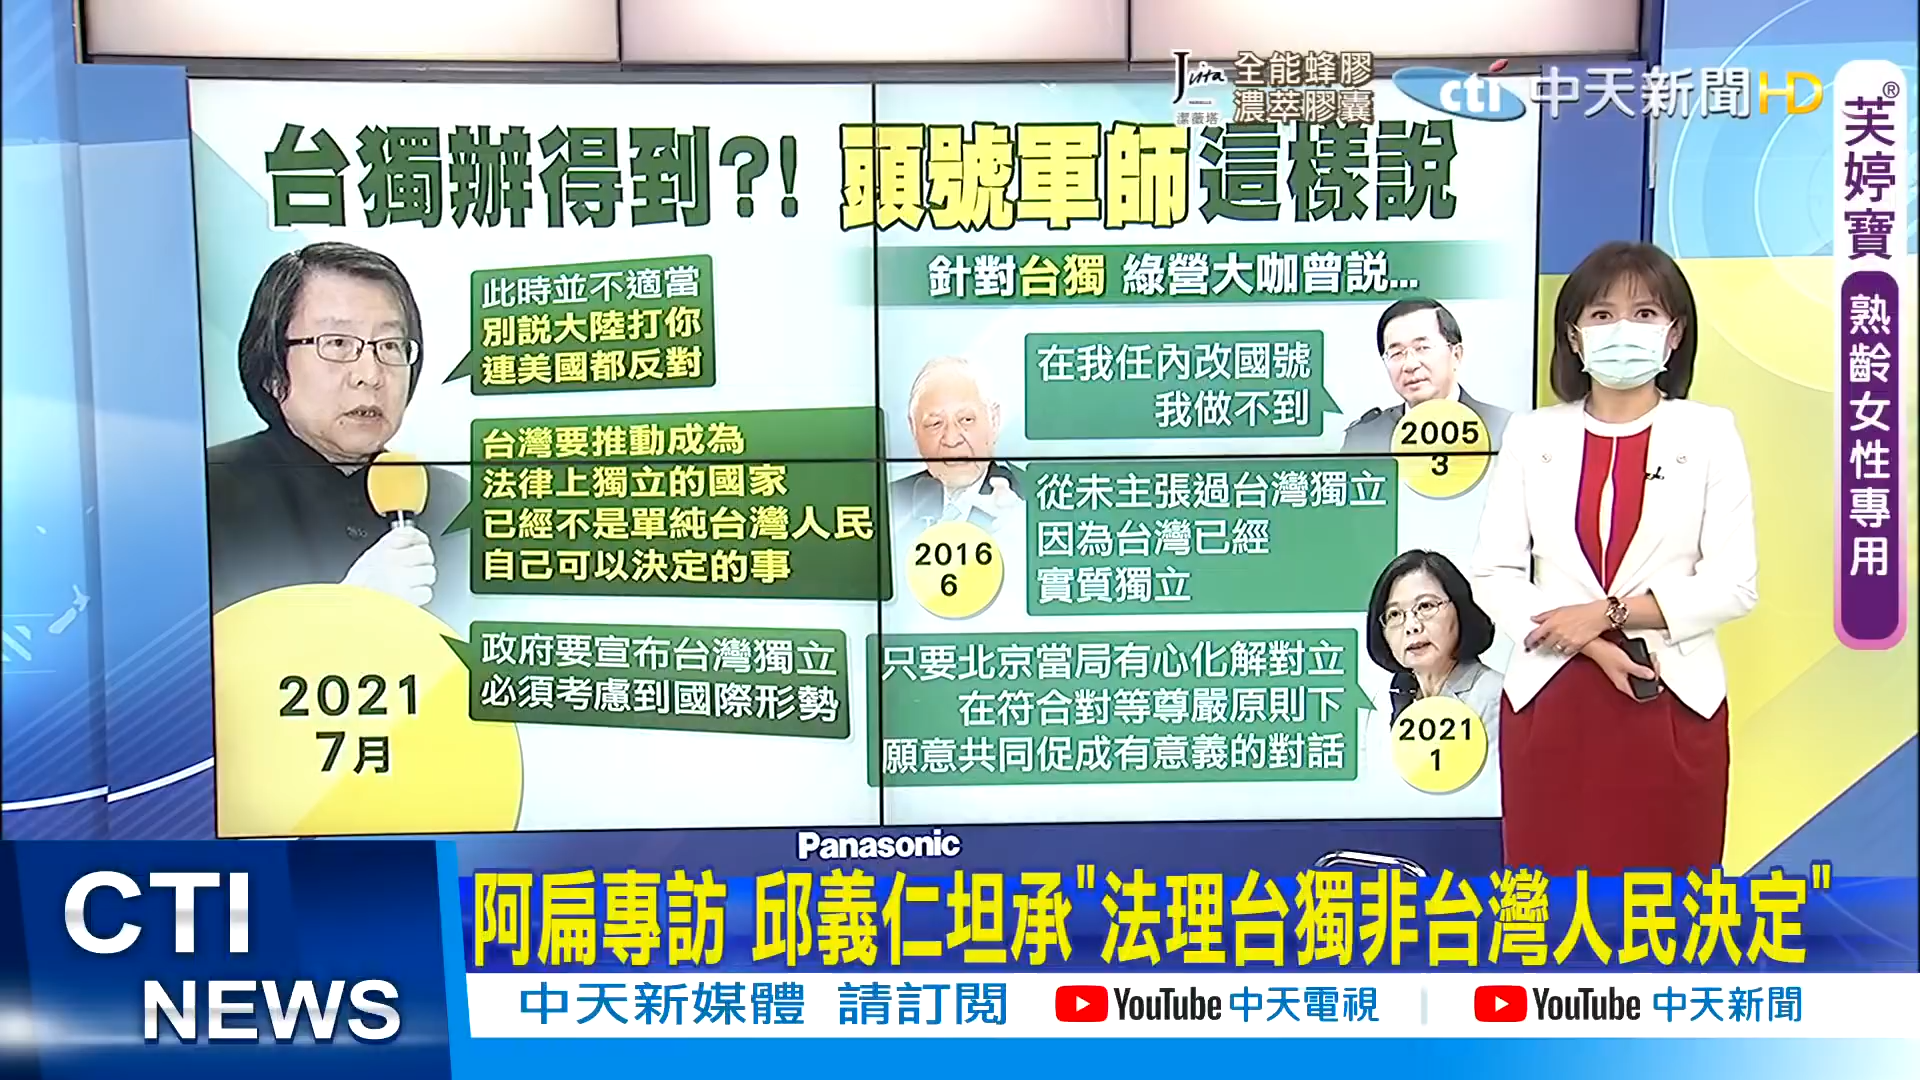 Jvita
潔薇塔
全能蜂膠
濃萃膠囊
cti 中天新聞HD
芙婷寶®
熟齡女性專用
台獨辦得到?! 頭號軍師這樣說
此時並不適當
別說大陸打你
連美國都反對
台灣要推動成為
法律上獨立的國家
已經不是單純台灣人民
自己可以決定的事
政府要宣布台灣獨立
必須考慮到國際形勢
2021
7月
針對台獨 綠營大咖曾說...
在我任內改國號
我做不到
2005
3
從未主張過台灣獨立
因為台灣已經
實質獨立
2016
6
只要北京當局有心化解對立
在符合對等尊嚴原則下
願意共同促成有意義的對話
2021
1
Panasonic
CTI
NEWS
阿扁專訪 邱義仁坦承"法理台獨非台灣人民決定"
中天新媒體 請訂閱 YouTube 中天電視 | YouTube 中天新聞